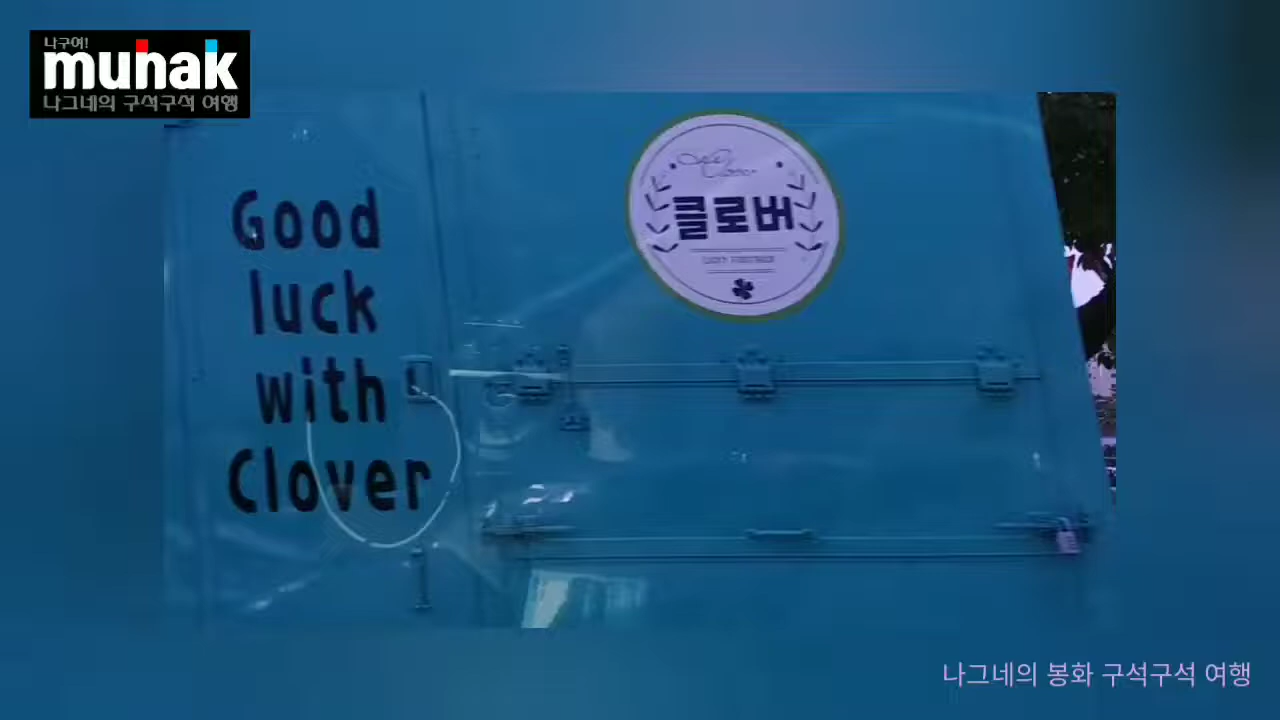 나구여!
munak
나그네의 구석구석 여행
Good
luck
with
Clover
클로버
나그네의 봉화 구석구석 여행